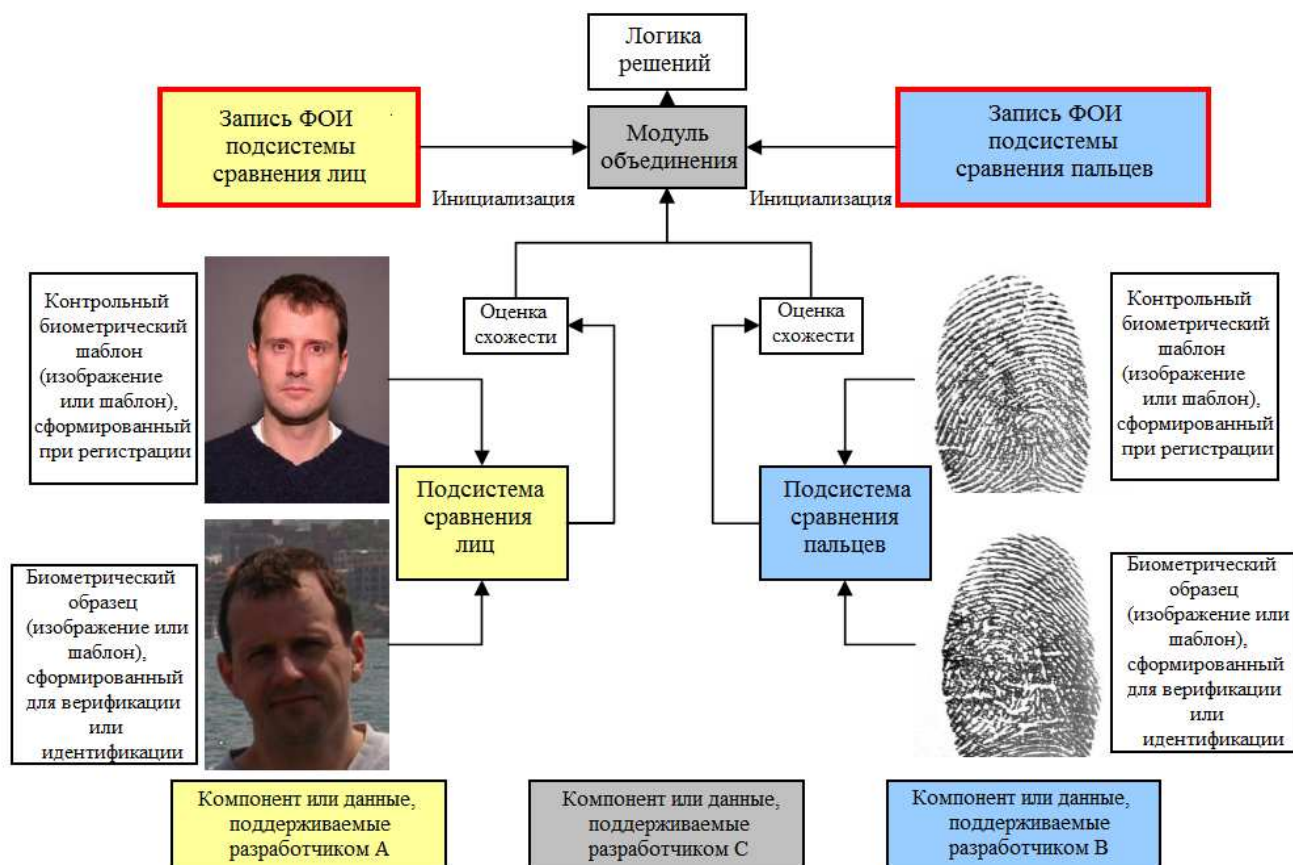 Логика
решений
Запись ФОИ
подсистемы
сравнения лиц
Модуль
объединения
Запись ФОИ
подсистемы
сравнения пальцев
Инициализация
Инициализация
Контрольный
биометрический
шаблон
(изображение
или шаблон),
сформированный
при регистрации
Оценка
схожести
Оценка
схожести
Контрольный
биометрический
шаблон
(изображение
или шаблон),
сформированный
при регистрации
Подсистема
сравнения
лиц
Подсистема
сравнения
пальцев
Биометрический
образец
(изображение или
шаблон),
сформированный
для верификации
или
идентификации
Биометрический
образец
(изображение или
шаблон),
сформированный
для верификации
или
идентификации
Компонент или данные,
поддерживаемые
разработчиком А
Компонент или данные,
поддерживаемые
разработчиком С
Компонент или данные,
поддерживаемые
разработчиком В